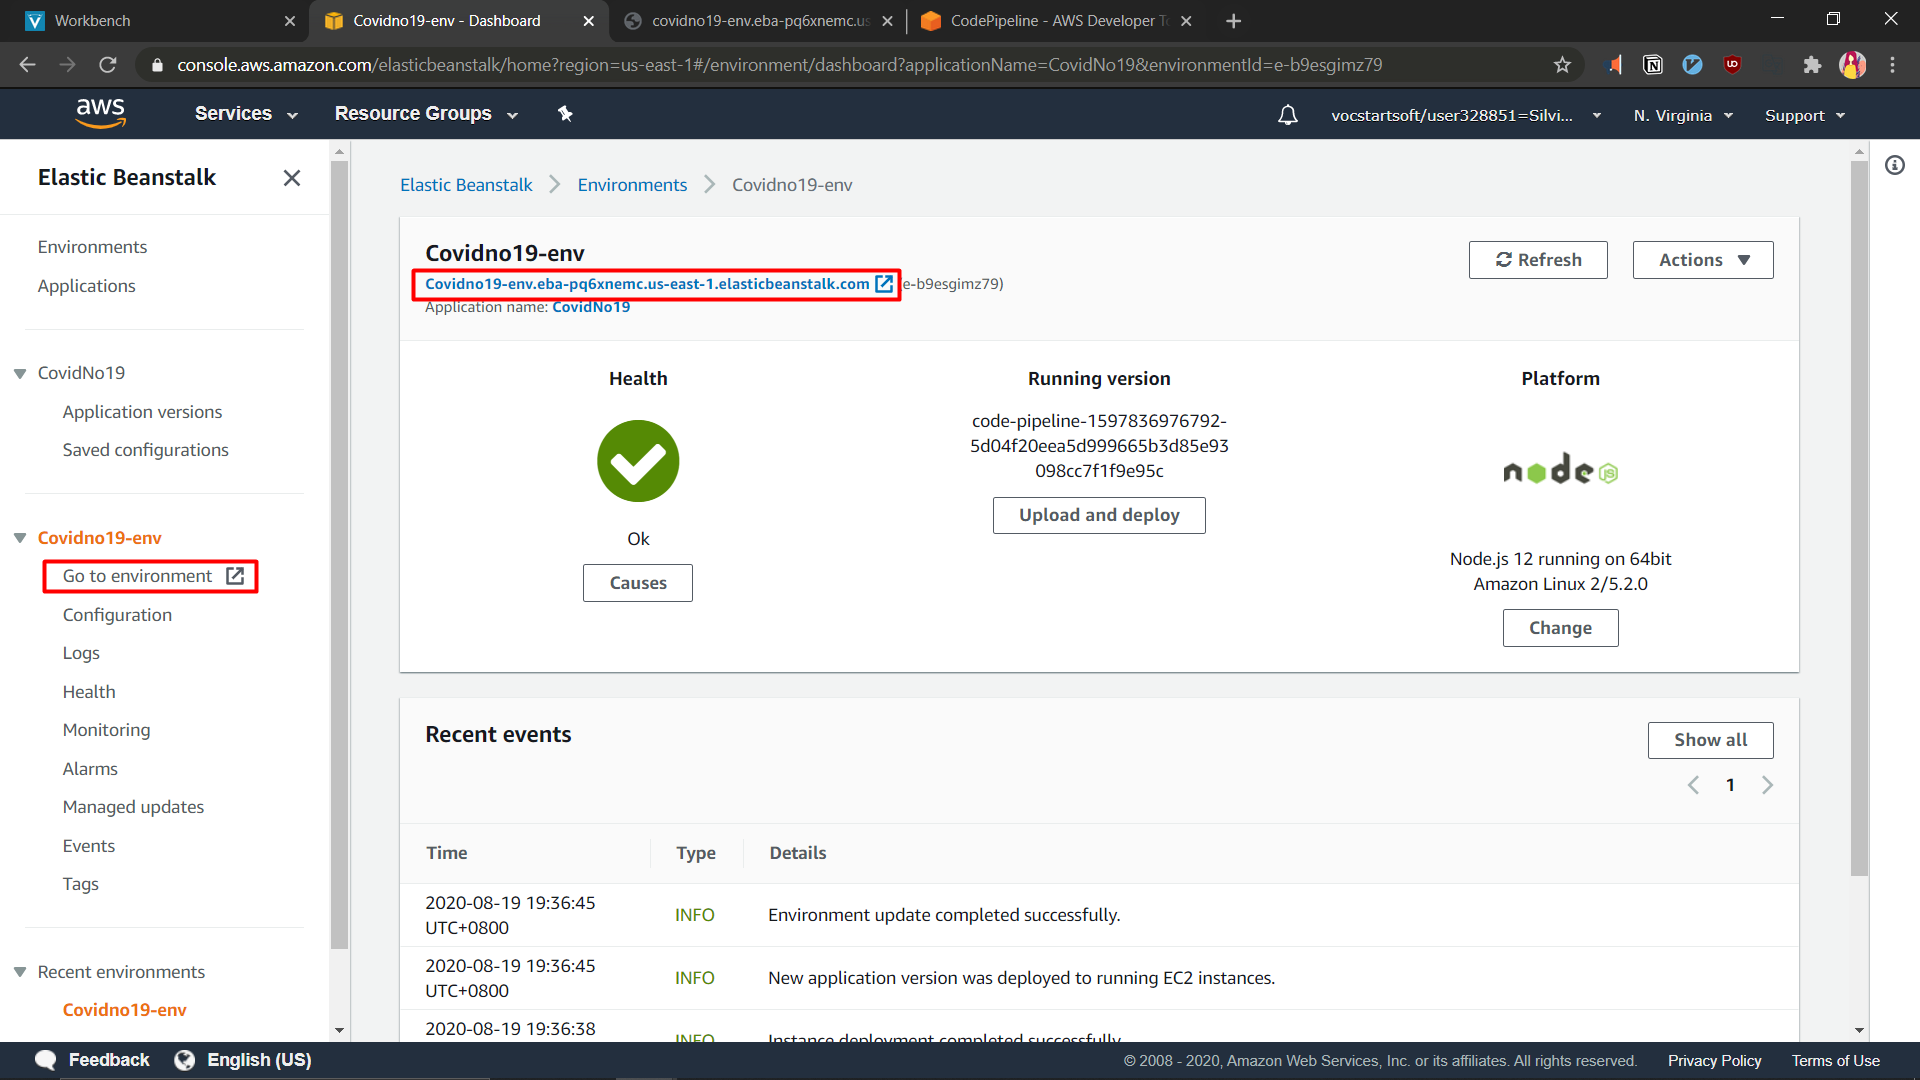 Workbench
Covidno19-env - Dashboard
covidno19-env.eba-pq6xnemc.us
CodePipeline - AWS Developer To
console.aws.amazon.com/elasticbeanstalk/home?region=us-east-1#/environment/dashboard?applicationName=CovidNo19&environmentId=e-b9esgimz79
aws
Services
Resource Groups
vocstartsoft/user328851=Silvi...
N. Virginia
Support
Elastic Beanstalk
Environments
Applications
CovidNo19
Application versions
Saved configurations
Covidno19-env
Go to environment
Configuration
Logs
Health
Monitoring
Alarms
Managed updates
Events
Tags
Recent environments
Covidno19-env
Elastic Beanstalk
Environments
Covidno19-env
Covidno19-env
Covidno19-env.eba-pq6xnemc.us-east-1.elasticbeanstalk.com e-b9esgimz79)
Application name: CovidNo19
Refresh
Actions
Health
Ok
Causes
Running version
code-pipeline-1597836976792-
5d04f20eea5d999665b3d85e93
098cc7f1f9e95c
Upload and deploy
Platform
node JS
Node.js 12 running on 64bit
Amazon Linux 2/5.2.0
Change
Recent events
Show all
1
Time Type Details
2020-08-19 19:36:45
UTC+0800
INFO
Environment update completed successfully.
2020-08-19 19:36:45
UTC+0800
INFO
New application version was deployed to running EC2 instances.
2020-08-19 19:36:38
INFO
Instance deployment completed successfully.
Feedback
English (US)
© 2008 - 2020, Amazon Web Services, Inc. or its affiliates. All rights reserved.
Privacy Policy
Terms of Use